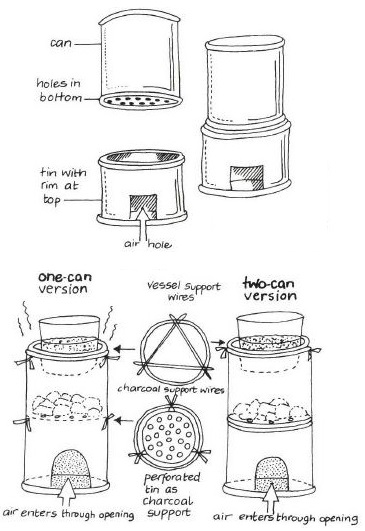 can
holes in
bottom
tin with
rim at
top
air hole
one-can
version
vessel support
wires
two-can
version
charcoal support wires
perforated
tin as
charcoal
support
air enters through opening
air enters through opening